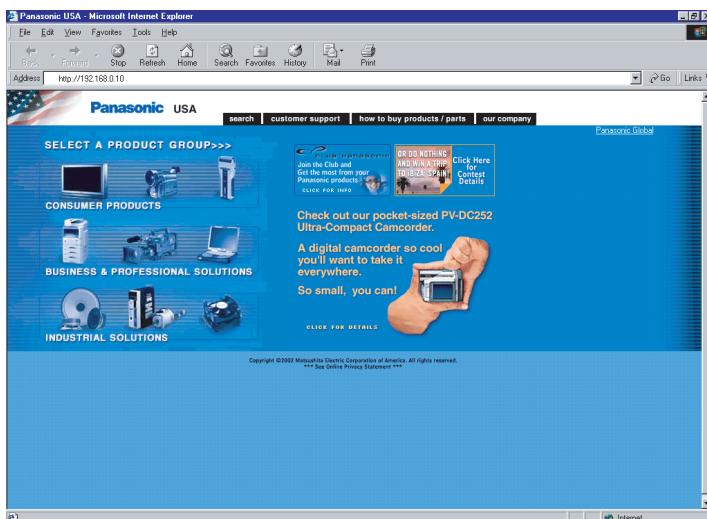 Panasonic USA - Microsoft Internet Explorer
File Edit View Favorites Tools Help
Back Forward Stop Refresh Home Search Favorites History Mail Print
Address http://192.168.0.10 Go Links
Panasonic USA
search customer support how to buy products / parts our company
Panasonic Global
SELECT A PRODUCT GROUP>>>
CONSUMER PRODUCTS
BUSINESS & PROFESSIONAL SOLUTIONS
INDUSTRIAL SOLUTIONS
CLUB PANASONIC
Join the Club and
Get the most from your
Panasonic products
CLICK FOR INFO
OR DO NOTHING
AND WIN A TRIP
TO IBIZA, SPAIN
Click Here
for
Contest
Details
Check out our pocket-sized PV-DC252
Ultra-Compact Camcorder.
A digital camcorder so cool
you'll want to take it
everywhere.
So small, you can!
CLICK FOR DETAILS
Copyright ©2002 Matsushita Electric Corporation of America. All rights reserved.
*** See Online Privacy Statement ***
Internet